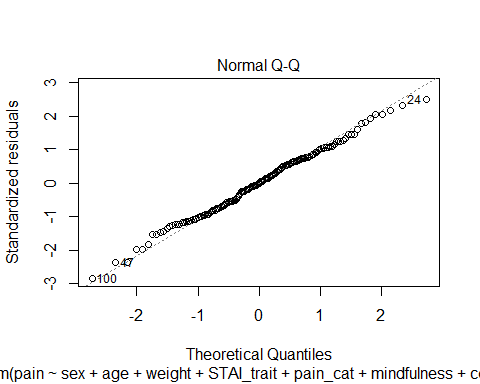 Normal Q-Q
Standardized residuals
3
2
1
0
-1
-2
-3
24
47
100
-2 -1 0 1 2
Theoretical Quantiles
m(pain ~ sex + age + weight + STAI_trait + pain_cat + mindfulness + c